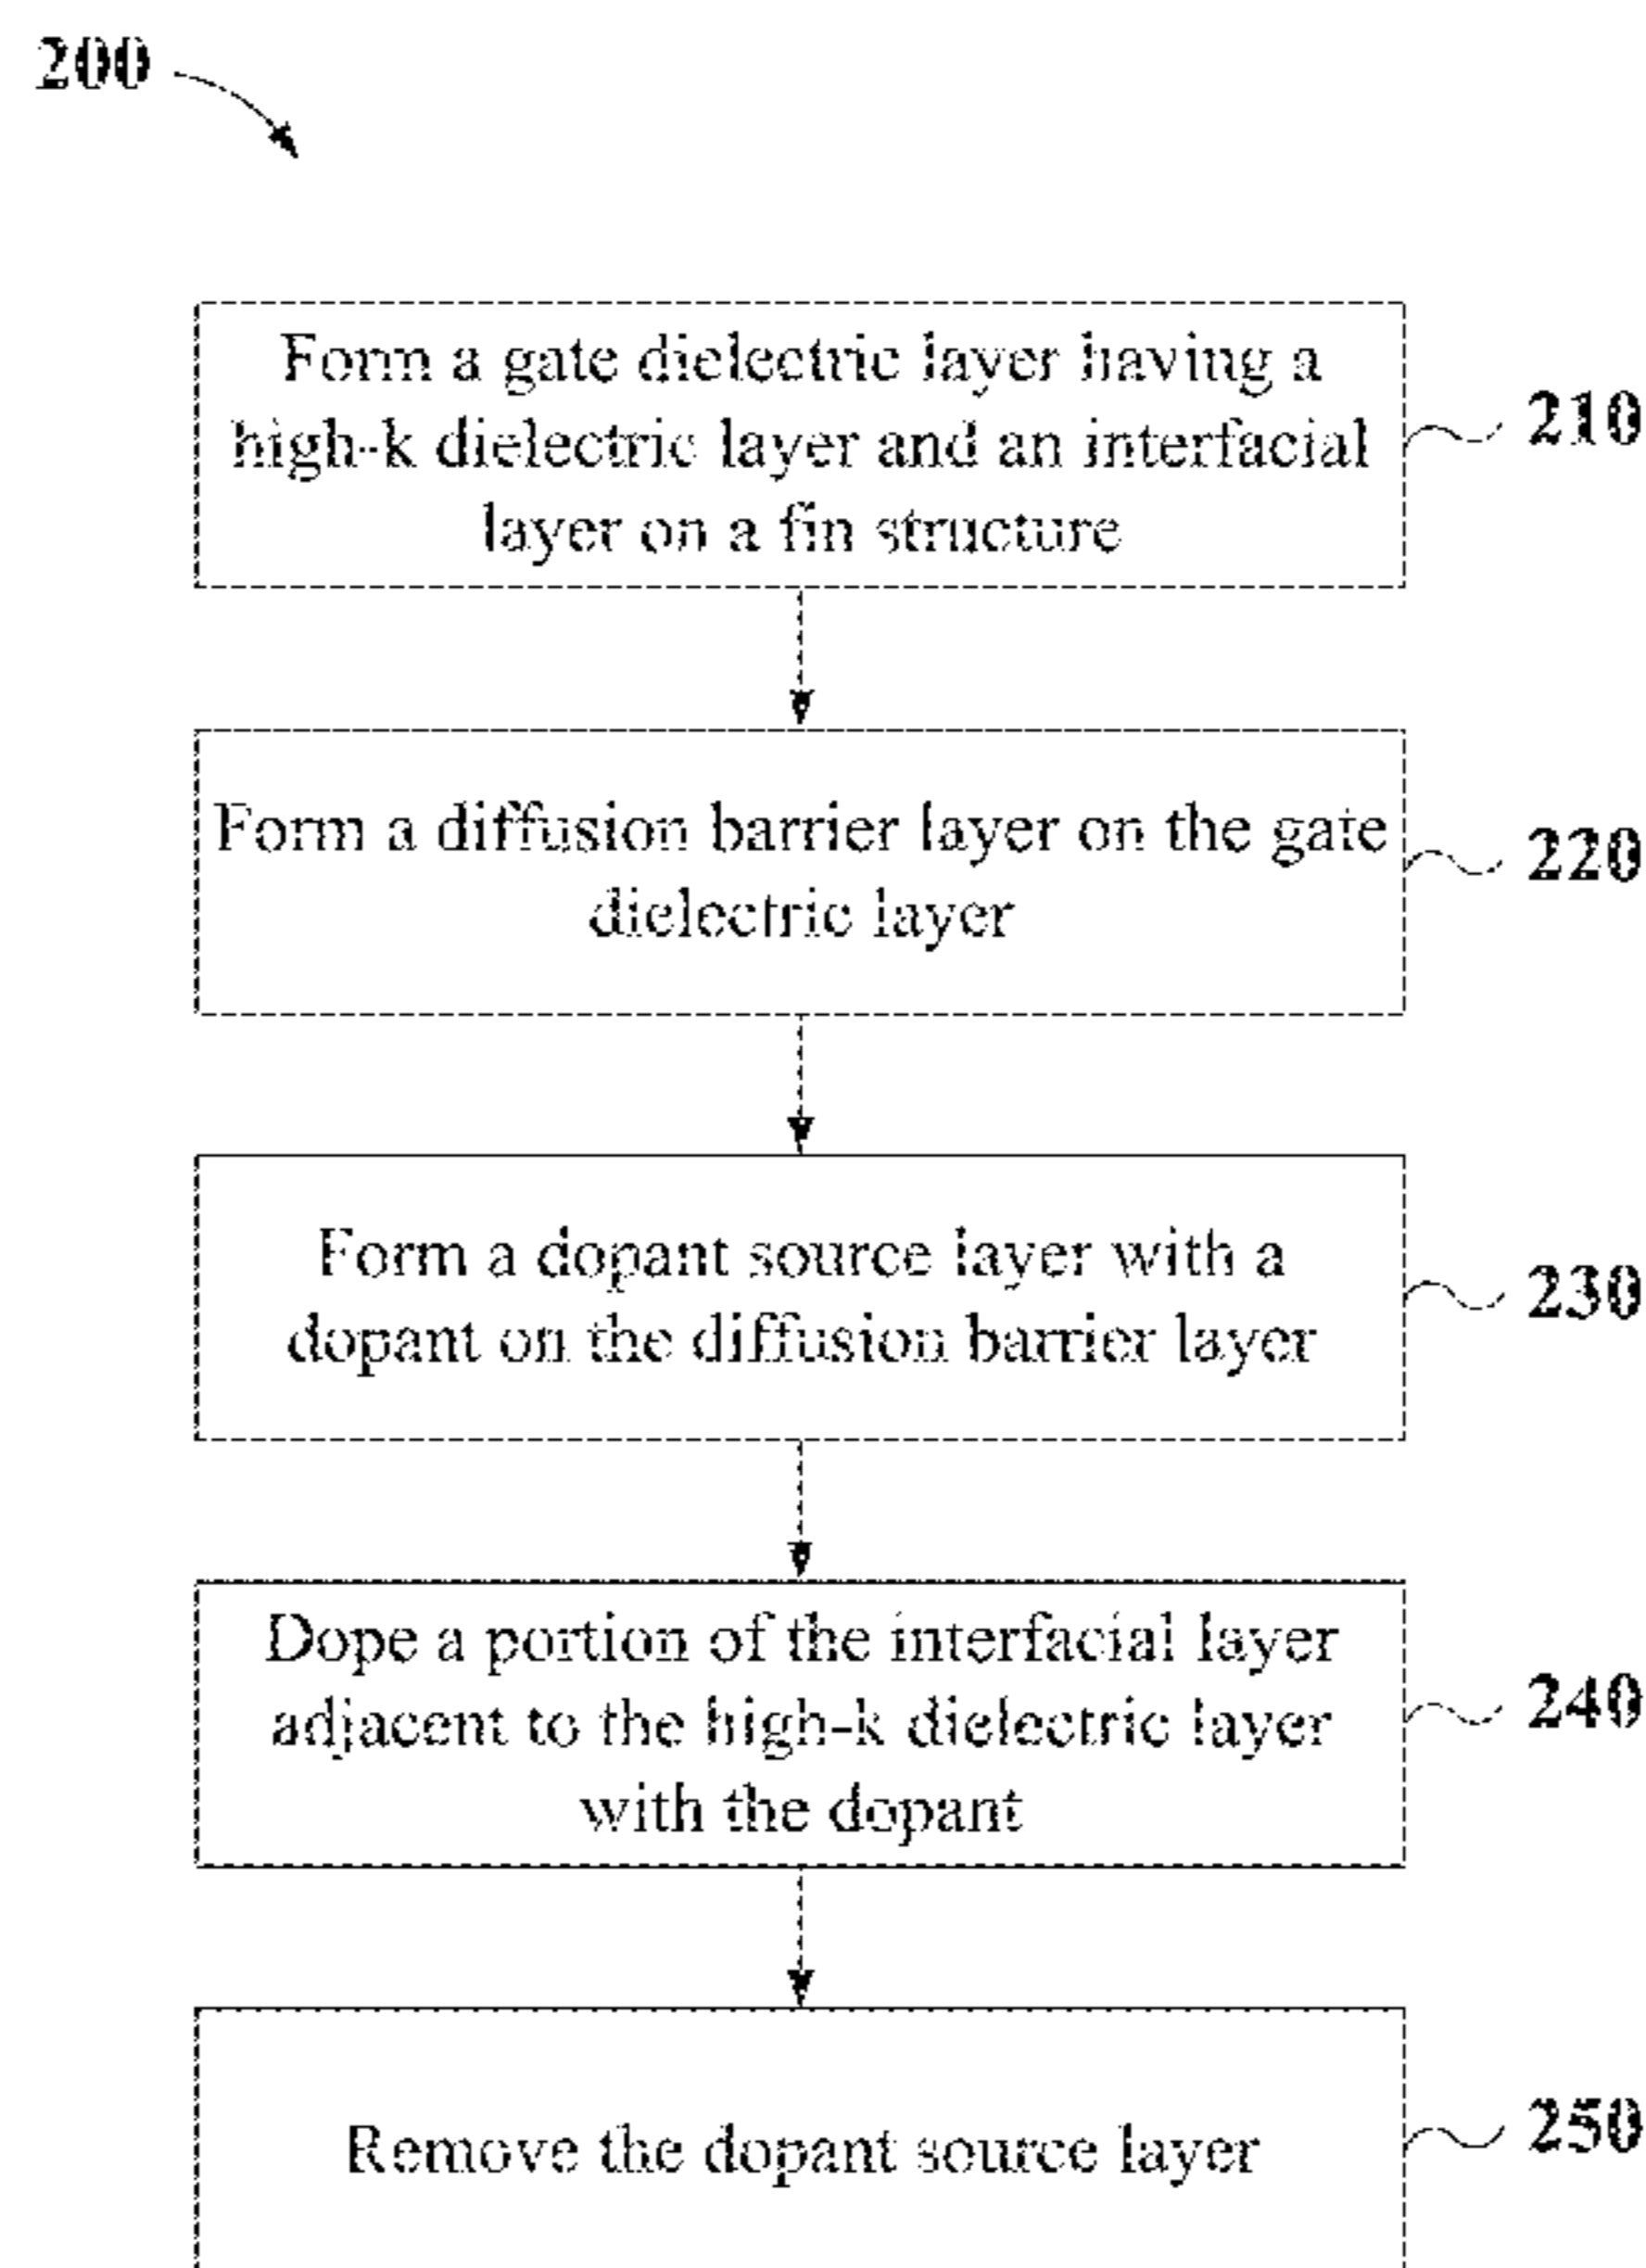 200
Form a gate dielectric layer having a
high-k dielectric layer and an interfacial
layer on a fin structure
210
Form a diffusion barrier layer on the gate
dielectric layer
220
Form a dopant source layer with a
dopant on the diffusion barrier layer
230
Dope a portion of the interfacial layer
adjacent to the high-k dielectric layer
with the dopant
240
Remove the dopant source layer
250